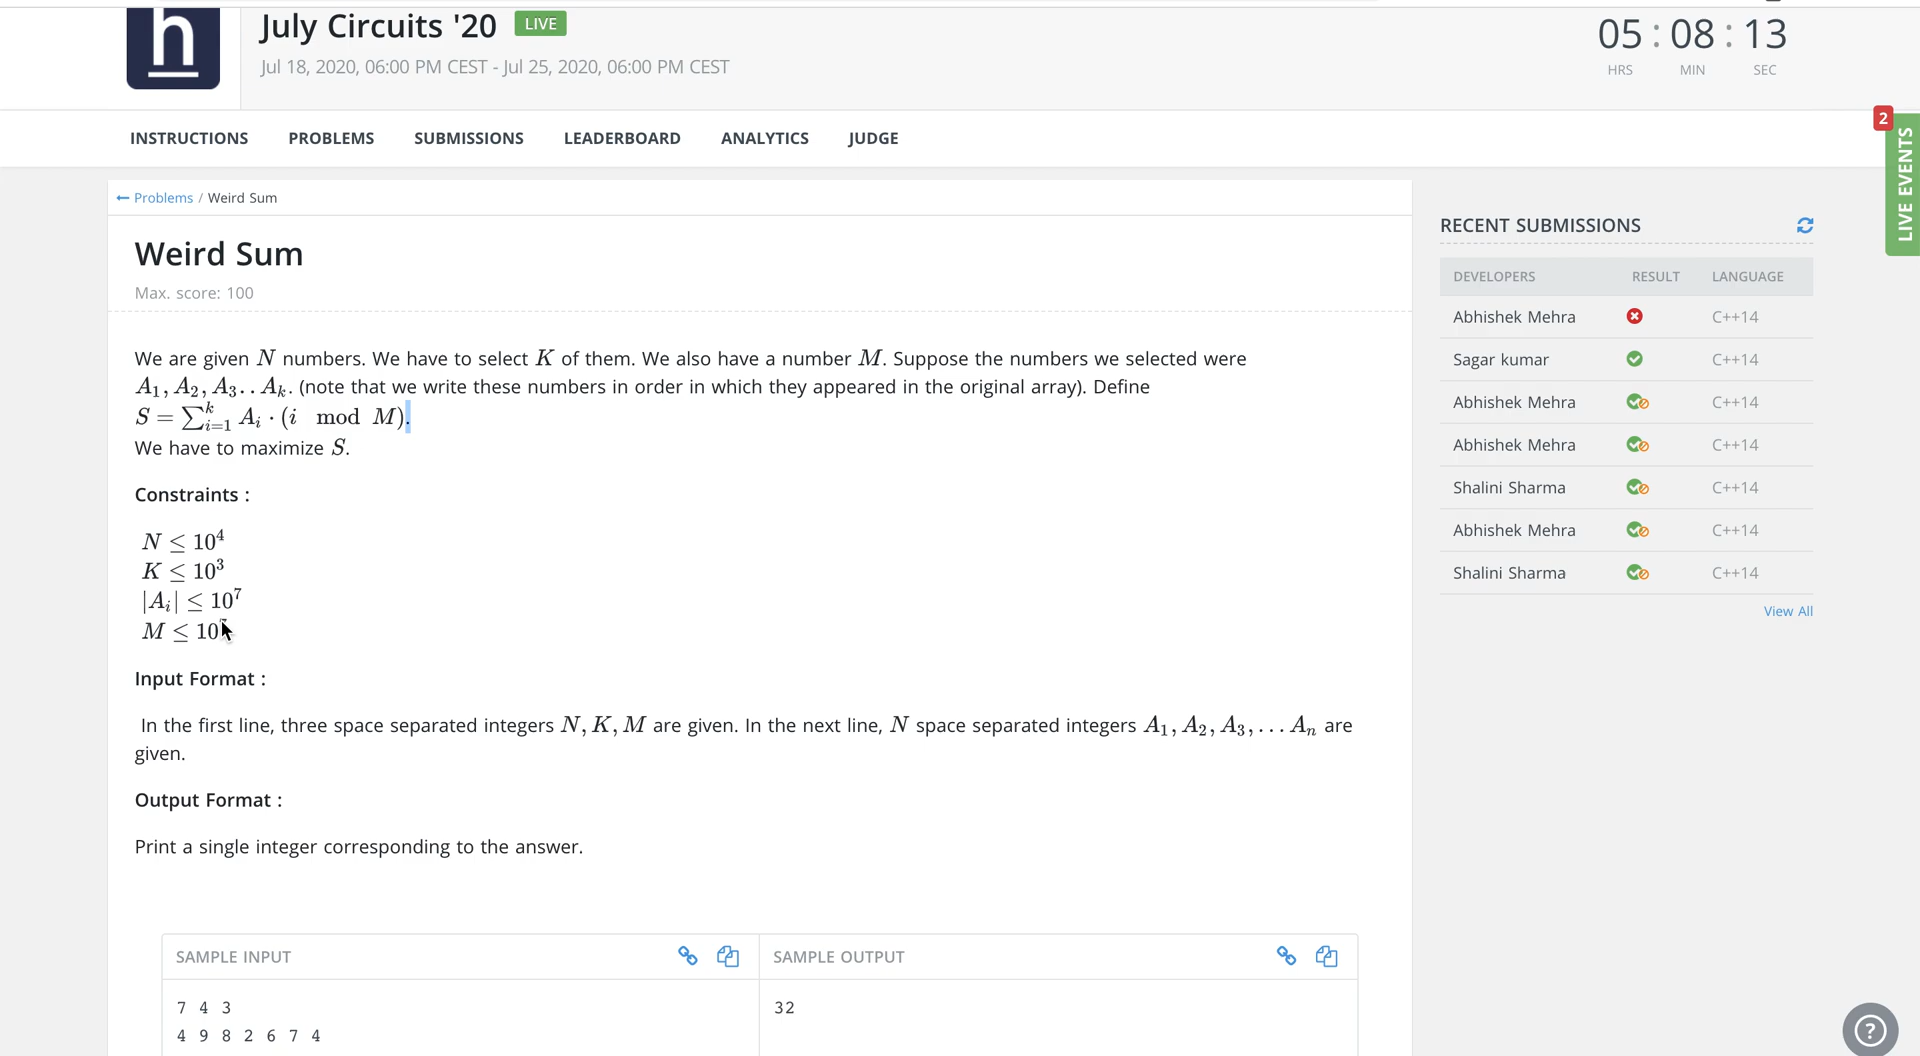 h
July Circuits '20 LIVE
Jul 18, 2020, 06:00 PM CEST - Jul 25, 2020, 06:00 PM CEST
05 : 08 : 13
HRS MIN SEC
INSTRUCTIONS PROBLEMS SUBMISSIONS LEADERBOARD ANALYTICS JUDGE
2
LIVE EVENTS
← Problems / Weird Sum
Weird Sum
Max. score: 100
We are given N numbers. We have to select K of them. We also have a number M. Suppose the numbers we selected were
A₁, A₂, A₃.. Aₖ. (note that we write these numbers in order in which they appeared in the original array). Define
S = ∑ᵏᵢ₌₁ Aᵢ · (i mod M).
We have to maximize S.
Constraints :
N ≤ 10⁴
K ≤ 10³
|Aᵢ| ≤ 10⁷
M ≤ 10
Input Format :
In the first line, three space separated integers N, K, M are given. In the next line, N space separated integers A₁, A₂, A₃, ... Aₙ are
given.
Output Format :
Print a single integer corresponding to the answer.
SAMPLE INPUT
7 4 3
4 9 8 2 6 7 4
SAMPLE OUTPUT
32
RECENT SUBMISSIONS
DEVELOPERS RESULT LANGUAGE
Abhishek Mehra C++14
Sagar kumar C++14
Abhishek Mehra C++14
Abhishek Mehra C++14
Shalini Sharma C++14
Abhishek Mehra C++14
Shalini Sharma C++14
View All
?